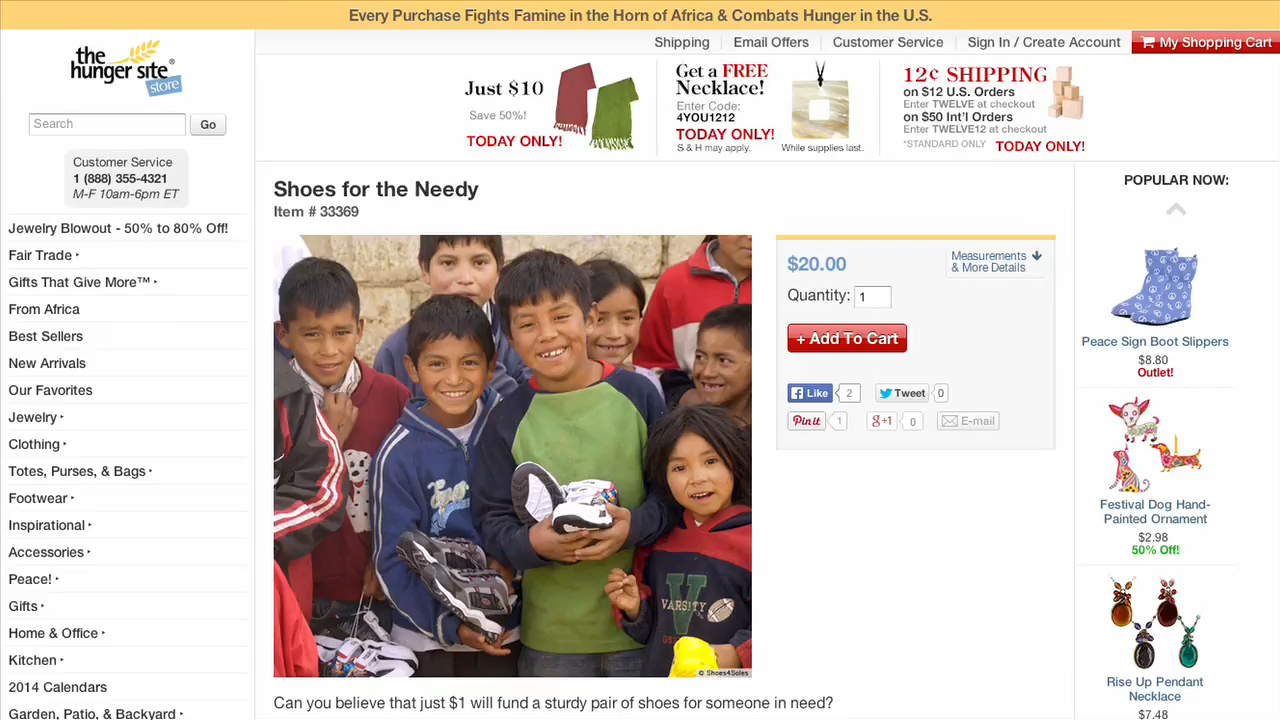 Every Purchase Fights Famine in the Horn of Africa & Combats Hunger in the U.S.
the hunger site®
store
Search
Go
Customer Service
1 (888) 355-4321
M-F 10am-6pm ET
Jewelry Blowout - 50% to 80% Off!
Fair Trade
Gifts That Give More™
From Africa
Best Sellers
New Arrivals
Our Favorites
Jewelry
Clothing
Totes, Purses, & Bags
Footwear
Inspirational
Accessories
Peace!
Gifts
Home & Office
Kitchen
2014 Calendars
Garden, Patio, & Backyard
Shipping
Email Offers
Customer Service
Sign In / Create Account
My Shopping Cart
Just $10
Save 50%!
TODAY ONLY!
Get a FREE
Necklace!
Enter Code:
4YOU1212
TODAY ONLY!
S & H may apply.
While supplies last.
12¢ SHIPPING
on $12 U.S. Orders
Enter TWELVE at checkout
on $50 Int'l Orders
Enter TWELVE12 at checkout
*STANDARD ONLY TODAY ONLY!
Shoes for the Needy
Item # 33369
V
VARSITY
© Shoes4Soles
Can you believe that just $1 will fund a sturdy pair of shoes for someone in need?
$20.00
Measurements
& More Details
Quantity: 1
+ Add To Cart
Like 2
Tweet 0
Pin it 1
g+1 0
E-mail
POPULAR NOW:
Peace Sign Boot Slippers
$8.80
Outlet!
Festival Dog Hand-
Painted Ornament
$2.98
50% Off!
Rise Up Pendant
Necklace
$7.48